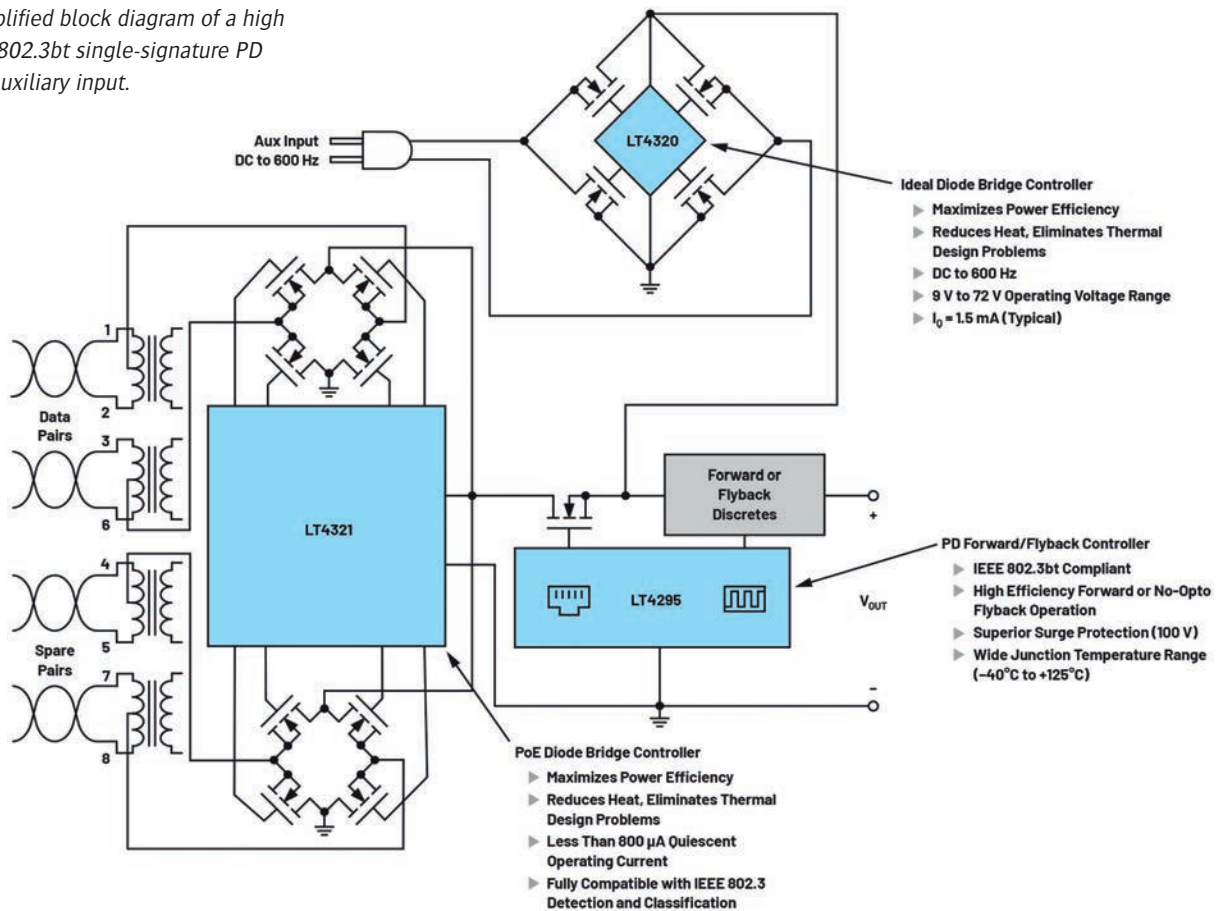 plified block diagram of a high
802.3bt single-signature PD
auxiliary input.
Aux Input
DC to 600 Hz
LT4320
Ideal Diode Bridge Controller
Maximizes Power Efficiency
Reduces Heat, Eliminates Thermal
Design Problems
DC to 600 Hz
9 V to 72 V Operating Voltage Range
IQ = 1.5 mA (Typical)
1
Data
Pairs
2
3
6
4
Spare
Pairs
5
7
8
LT4321
Forward or
Flyback
Discretes
+
LT4295
VOUT
−
PD Forward/Flyback Controller
IEEE 802.3bt Compliant
High Efficiency Forward or No-Opto
Flyback Operation
Superior Surge Protection (100 V)
Wide Junction Temperature Range
(–40°C to +125°C)
PoE Diode Bridge Controller
Maximizes Power Efficiency
Reduces Heat, Eliminates Thermal
Design Problems
Less Than 800 µA Quiescent
Operating Current
Fully Compatible with IEEE 802.3
Detection and Classification